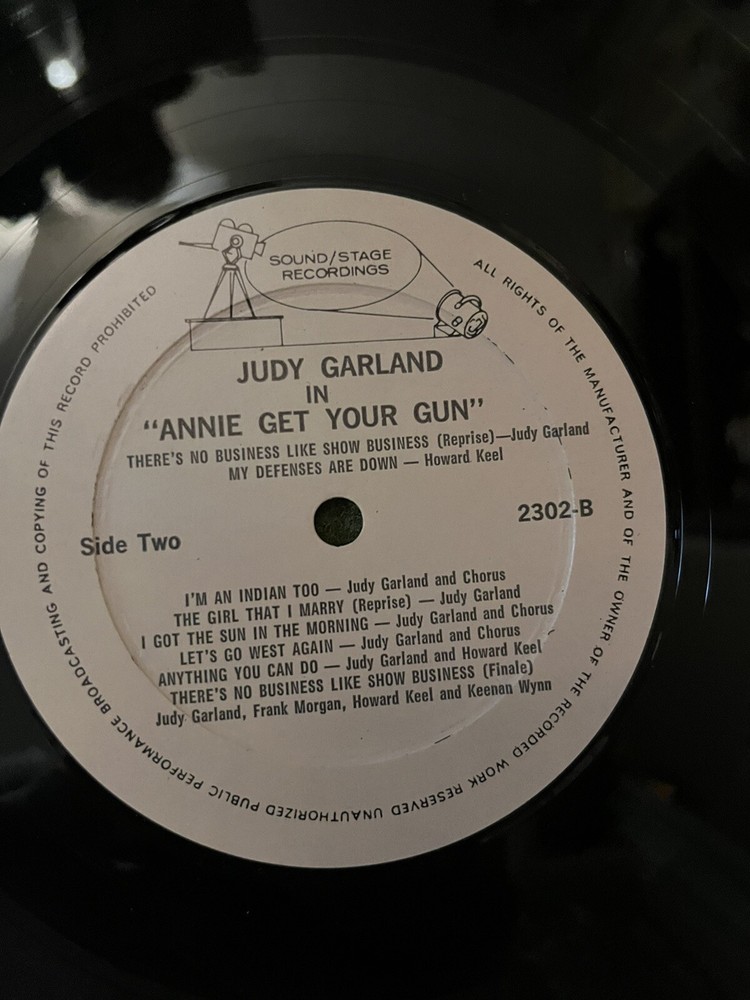 SOUND/STAGE
RECORDINGS
JUDY GARLAND
IN
“ANNIE GET YOUR GUN”
THERE'S NO BUSINESS LIKE SHOW BUSINESS (Reprise)—Judy Garland
MY DEFENSES ARE DOWN — Howard Keel
Side Two
2302-B
I'M AN INDIAN TOO — Judy Garland and Chorus
THE GIRL THAT I MARRY (Reprise) — Judy Garland
I GOT THE SUN IN THE MORNING — Judy Garland and Chorus
LET'S GO WEST AGAIN — Judy Garland and Chorus
ANYTHING YOU CAN DO — Judy Garland and Howard Keel
THERE'S NO BUSINESS LIKE SHOW BUSINESS (Finale)
Judy Garland, Frank Morgan, Howard Keel and Keenan Wynn
ALL RIGHTS OF THE MANUFACTURER AND OF THE OWNER OF THE RECORDED WORK RESERVED UNAUTHORIZED PUBLIC PERFORMANCE BROADCASTING AND COPYING OF THIS RECORD PROHIBITED